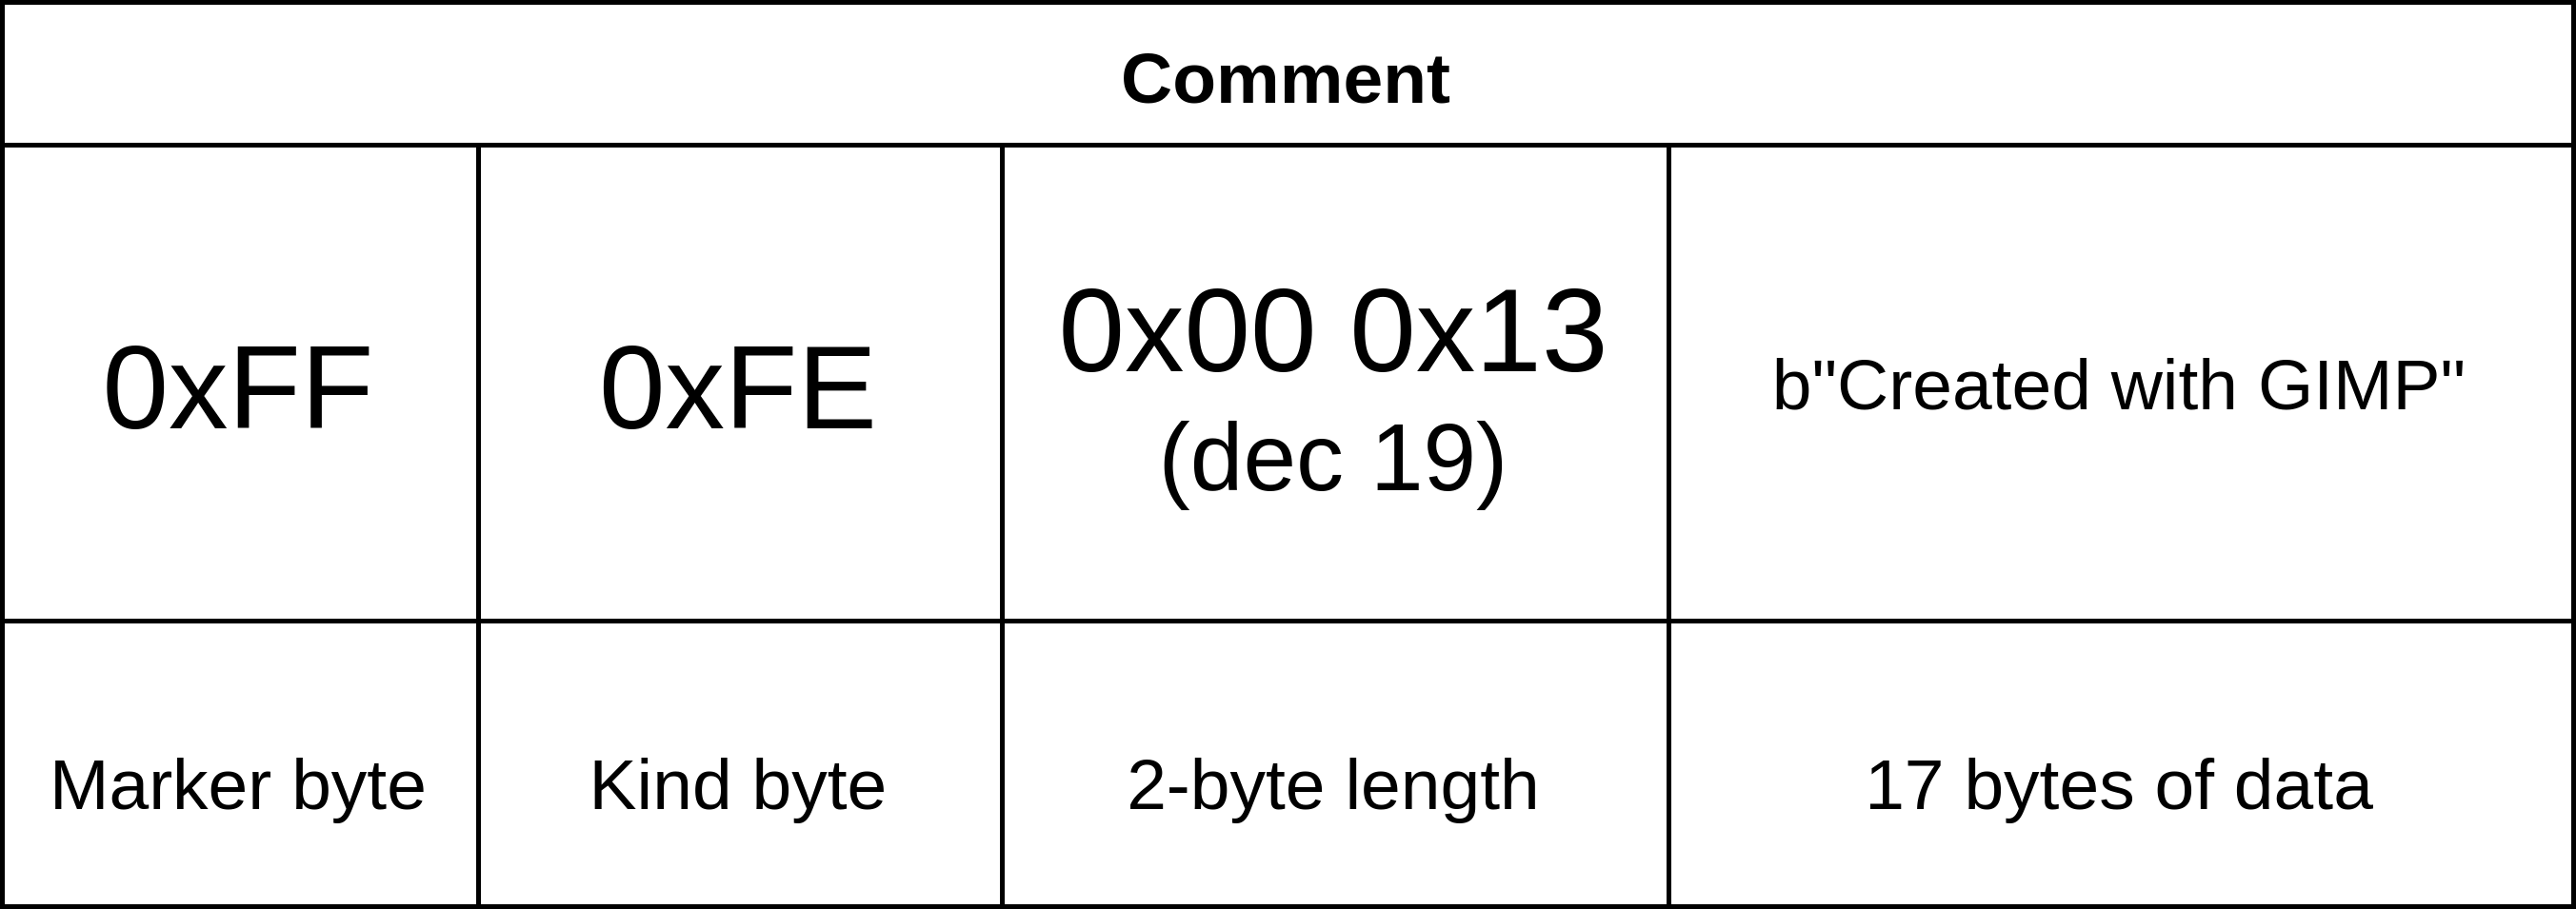 Comment
0xFF
0xFE
0x00 0x13
(dec 19)
b"Created with GIMP"
Marker byte
Kind byte
2-byte length
17 bytes of data